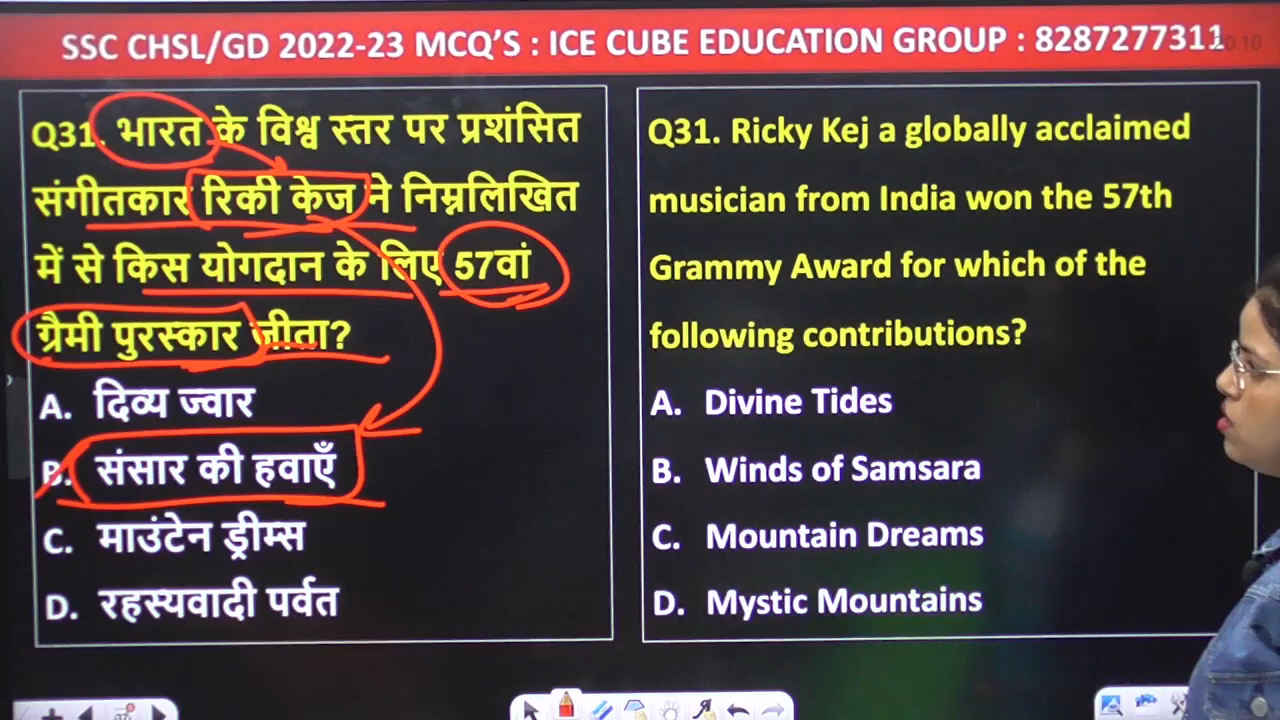 SSC CHSL/GD 2022-23 MCQ'S : ICE CUBE EDUCATION GROUP : 8287277311
Q31. भारत के विश्व स्तर पर प्रशंसित
संगीतकार रिकी केज ने निम्नलिखित
में से किस योगदान के लिए 57वां
ग्रैमी पुरस्कार जीता?
A. दिव्य ज्वार
B. संसार की हवाएँ
C. माउंटेन ड्रीम्स
D. रहस्यवादी पर्वत
Q31. Ricky Kej a globally acclaimed
musician from India won the 57th
Grammy Award for which of the
following contributions?
A. Divine Tides
B. Winds of Samsara
C. Mountain Dreams
D. Mystic Mountains